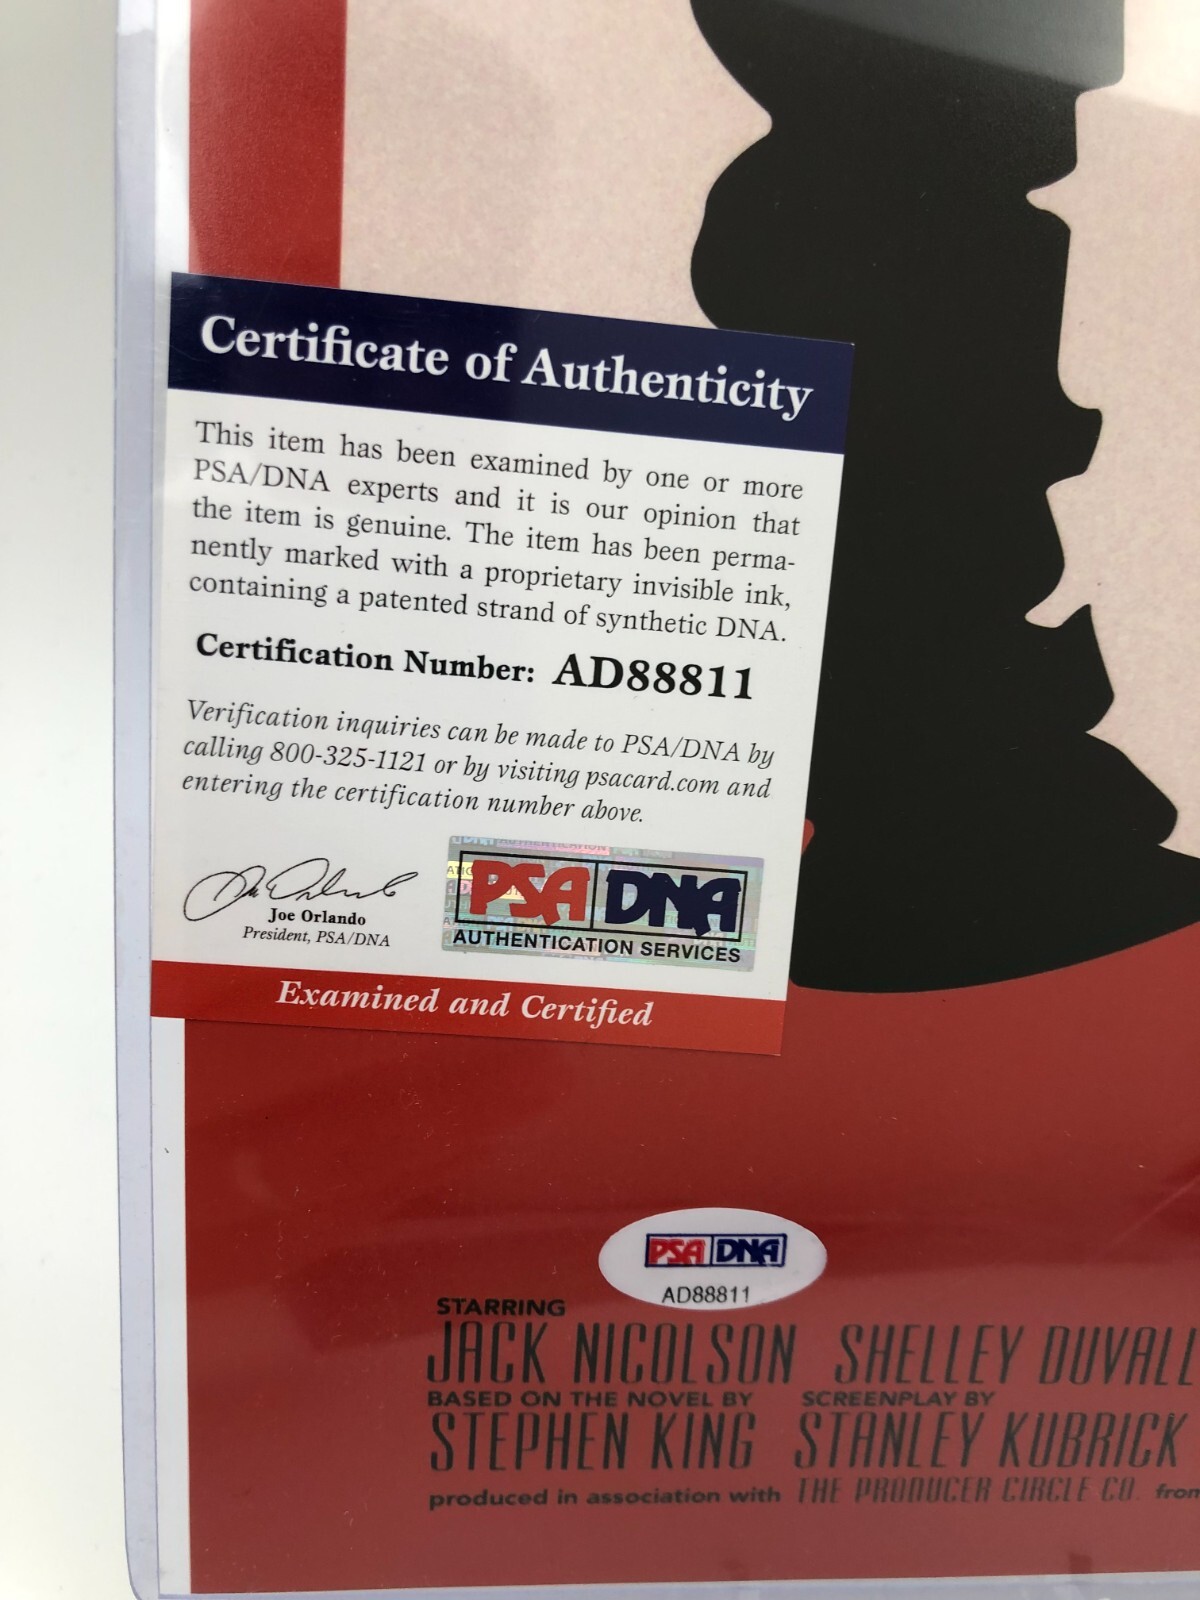 Certificate of Authenticity
This item has been examined by one or more
PSA/DNA experts and it is our opinion that
the item is genuine. The item has been perma-
nently marked with a proprietary invisible ink,
containing a patented strand of synthetic DNA.
Certification Number: AD88811
Verification inquiries can be made to PSA/DNA by
calling 800-325-1121 or by visiting psacard.com and
entering the certification number above.
Joe Orlando
President, PSA/DNA
PSA DNA
AUTHENTICATION SERVICES
Examined and Certified
PSA DNA
AD88811
STARRING
JACK NICOLSON SHELLEY DUVALL
BASED ON THE NOVEL BY SCREENPLAY BY
STEPHEN KING STANLEY KUBRICK
produced in association with THE PRODUCER CIRCLE CO. from